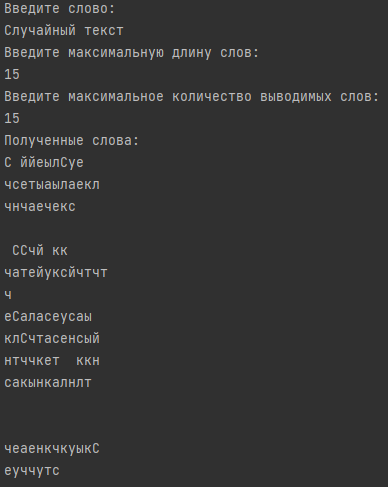 Введите слово:
Случайный текст
Введите максимальную длину слов:
15
Введите максимальное количество выводимых слов:
15
Полученные слова:
С ййеылСуе
чсетыаылаекл
чнчаечекс
 ССчй кк
чатейуксйчтчт
ч
еСаласеусаы
клСчтасенсый
нтччкет  ккн
сакынкалнлт
чеаенкчкуыкС
еуччутс